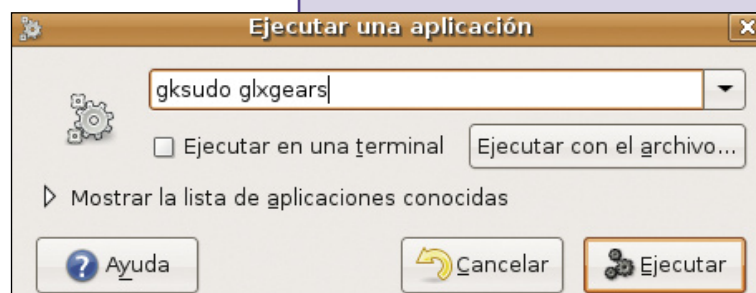 Ejecutar una aplicación
gksudo glxgears
Ejecutar en una terminal
Ejecutar con el archivo...
Mostrar la lista de aplicaciones conocidas
Ayuda
Cancelar
Ejecutar